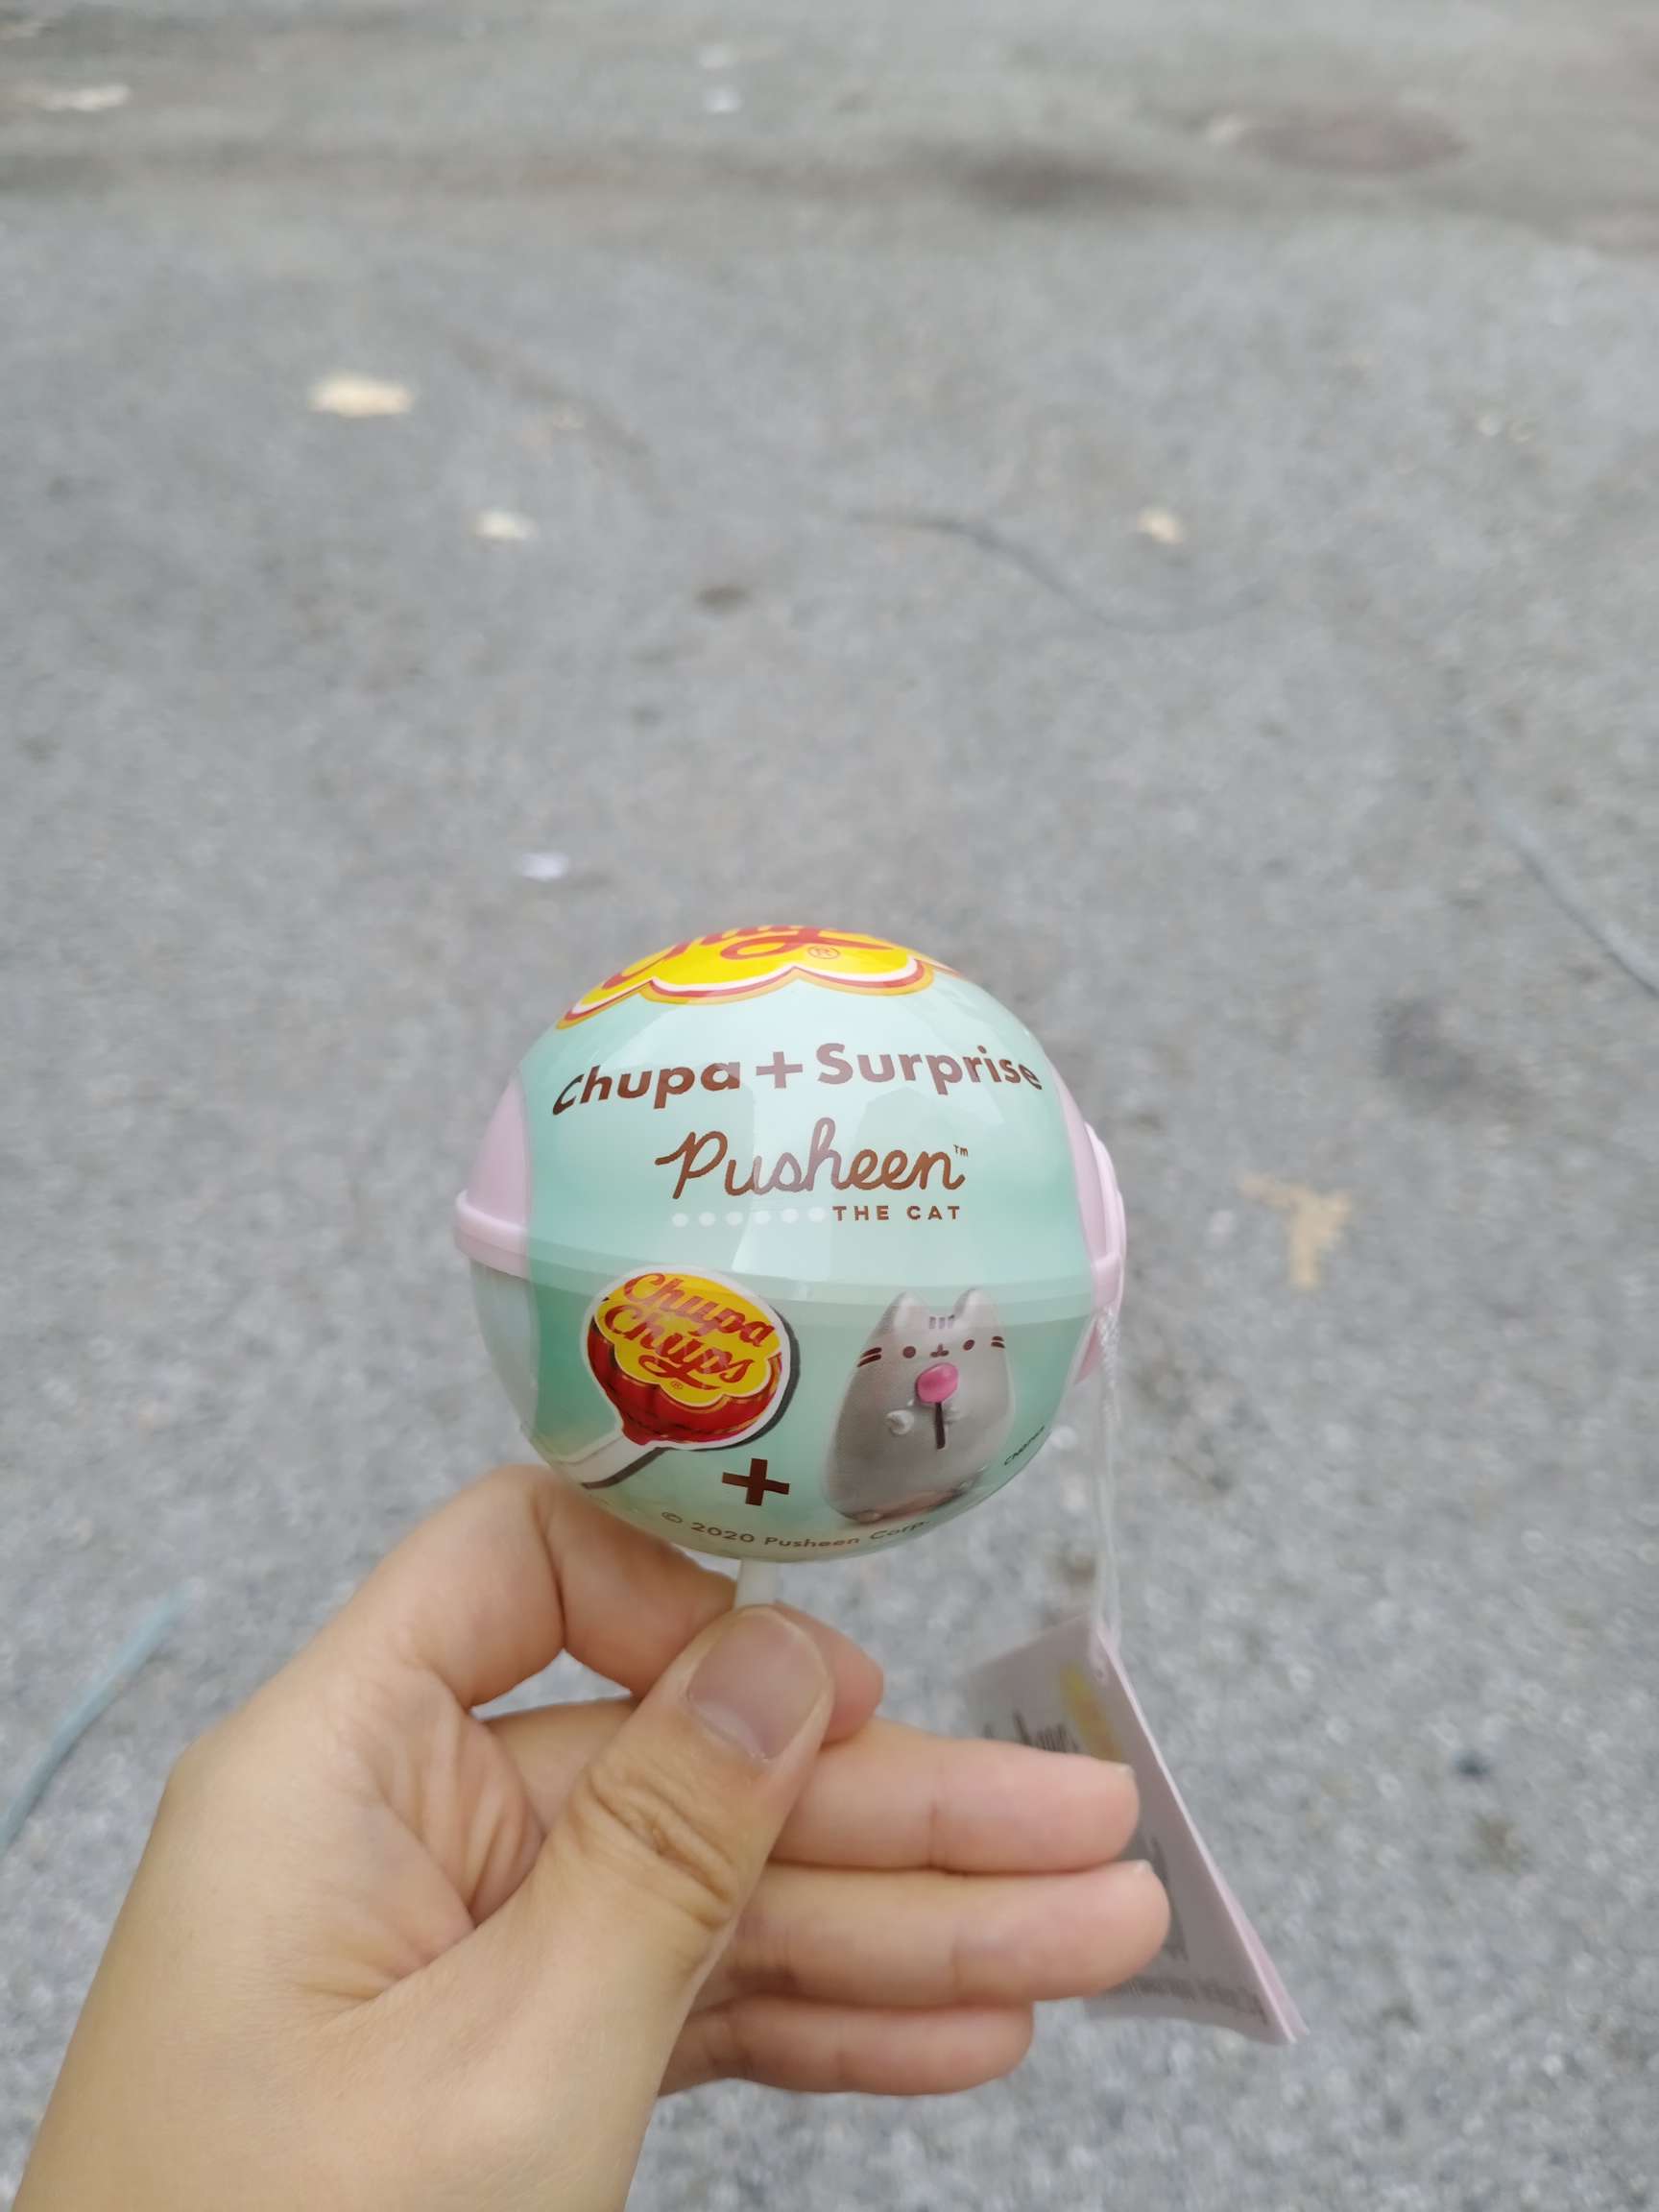 Chupa + Surprise
Pusheen™
THE CAT
Chupa
Chups
®
+
© 2020 Pusheen Corp.